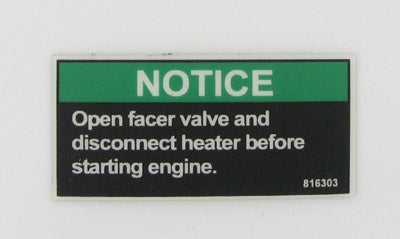 NOTICE
Open facer valve and
disconnect heater before
starting engine.
816303